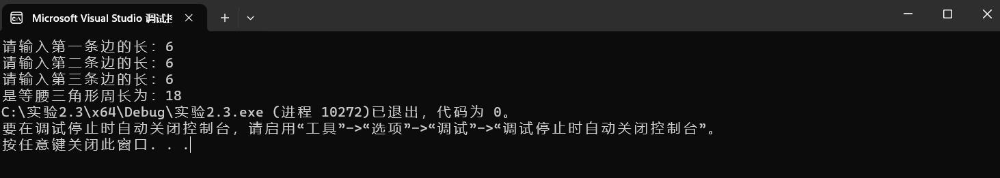 Microsoft Visual Studio 调试
请输入第一条边的长：6
请输入第二条边的长：6
请输入第三条边的长：6
是等腰三角形周长为：18
C:\实验2.3\x64\Debug\实验2.3.exe (进程 10272)已退出，代码为 0。
要在调试停止时自动关闭控制台，请启用“工具”->“选项”->“调试”->“调试停止时自动关闭控制台”。
按任意键关闭此窗口. . .